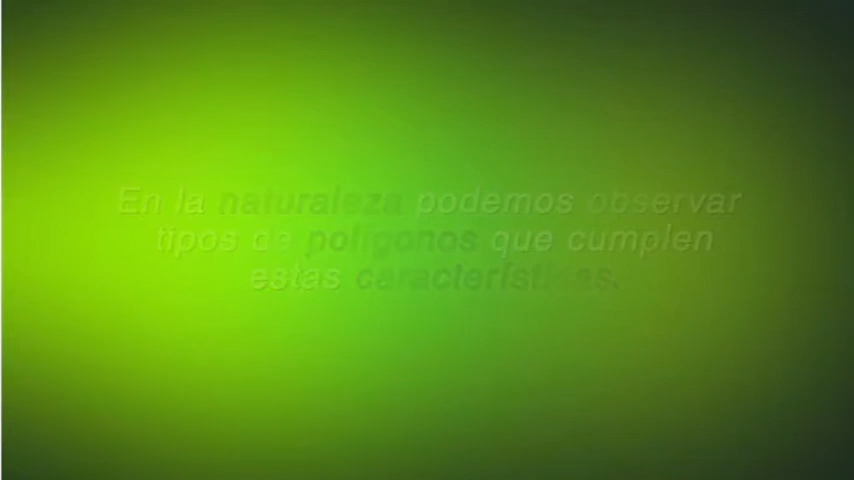 En la naturaleza podemos observar
tipos de polígonos que cumplen
estas características.